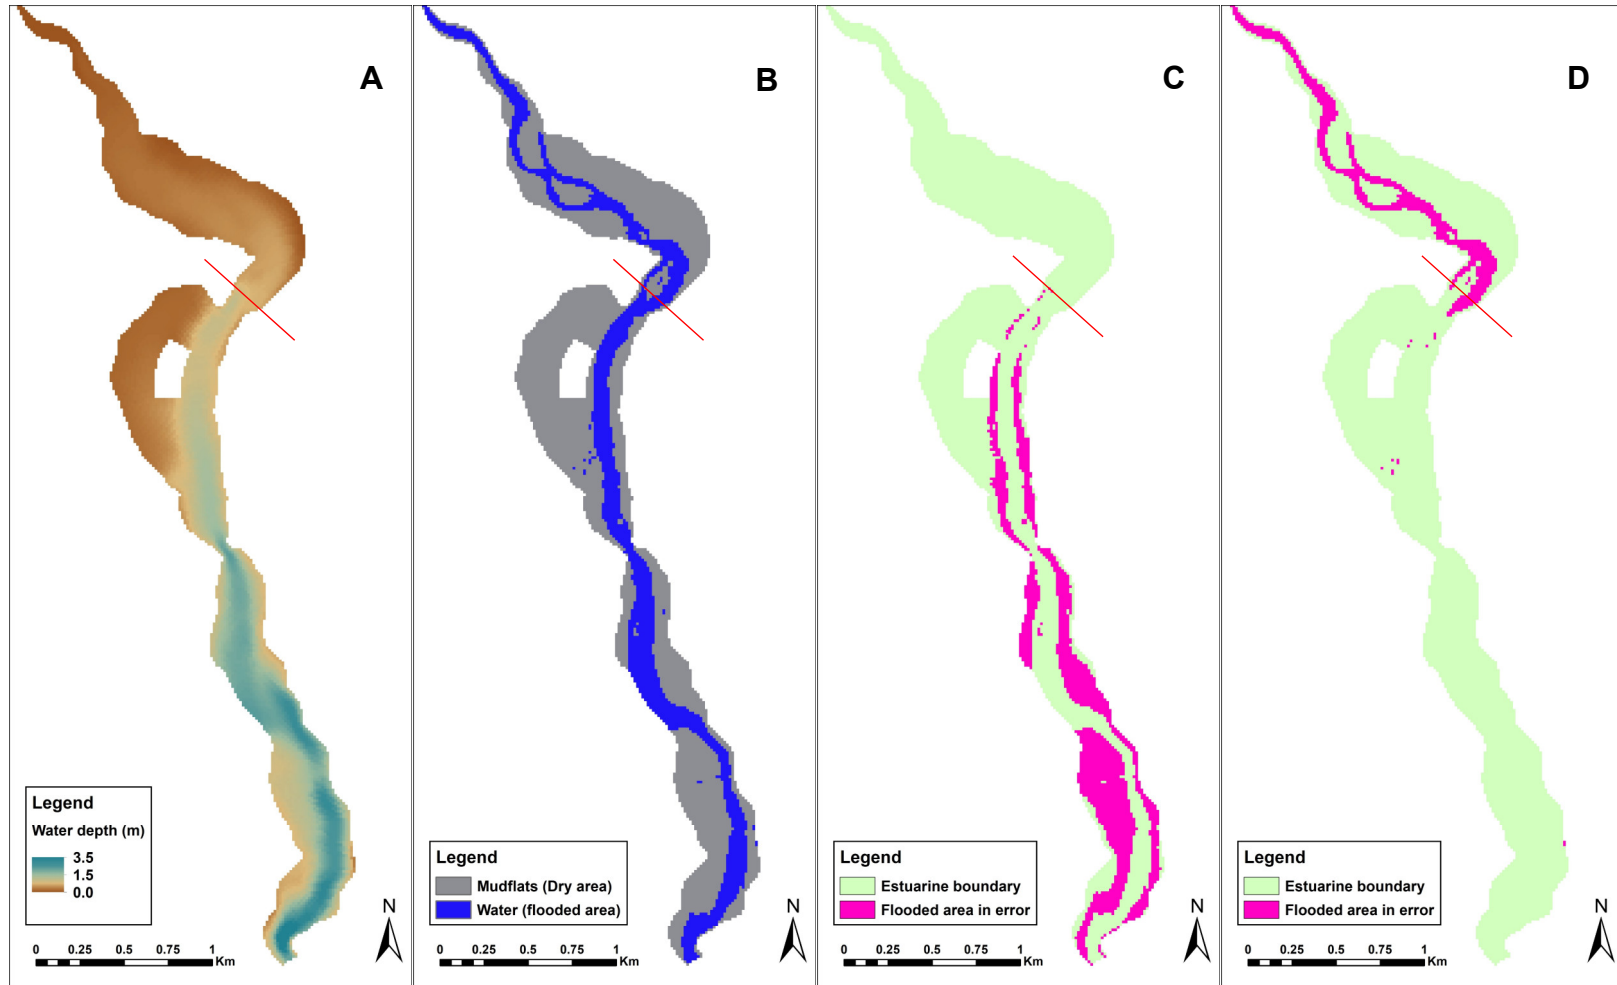 A
Legend
Water depth (m)
3.5
1.5
0.0
N
0 0.25 0.5 0.75 1
Km
B
Legend
Mudflats (Dry area)
Water (flooded area)
N
0 0.25 0.5 0.75 1
Km
C
Legend
Estuarine boundary
Flooded area in error
N
0 0.25 0.5 0.75 1
Km
D
Legend
Estuarine boundary
Flooded area in error
N
0 0.25 0.5 0.75 1
Km